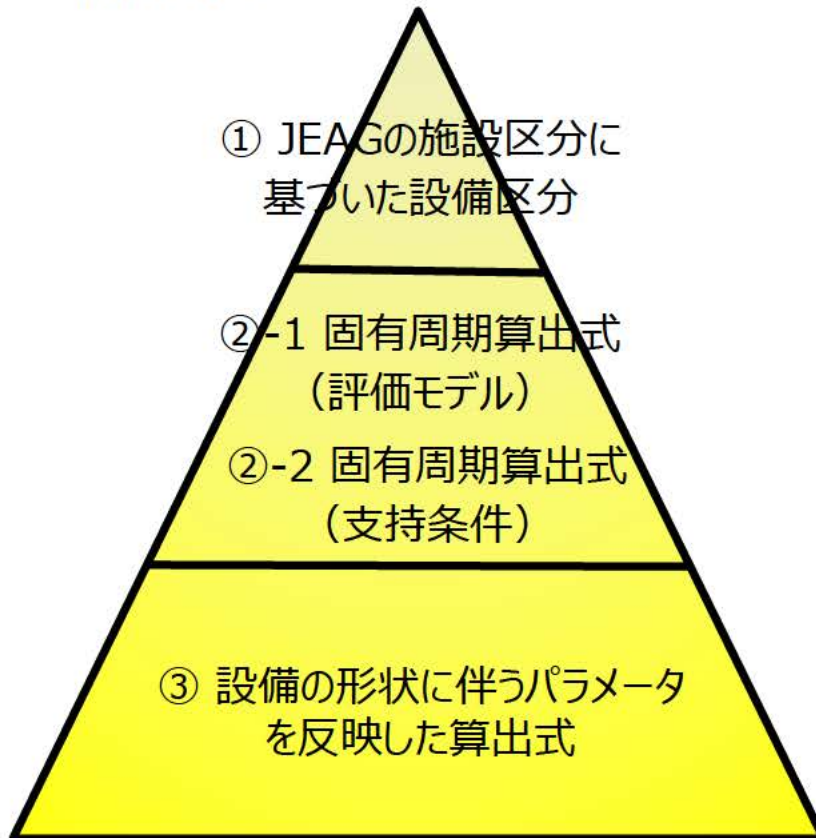 ① JEAGの施設区分に
基づいた設備区分
②-1 固有周期算出式
（評価モデル）
②-2 固有周期算出式
（支持条件）
③ 設備の形状に伴うパラメータ
を反映した算出式